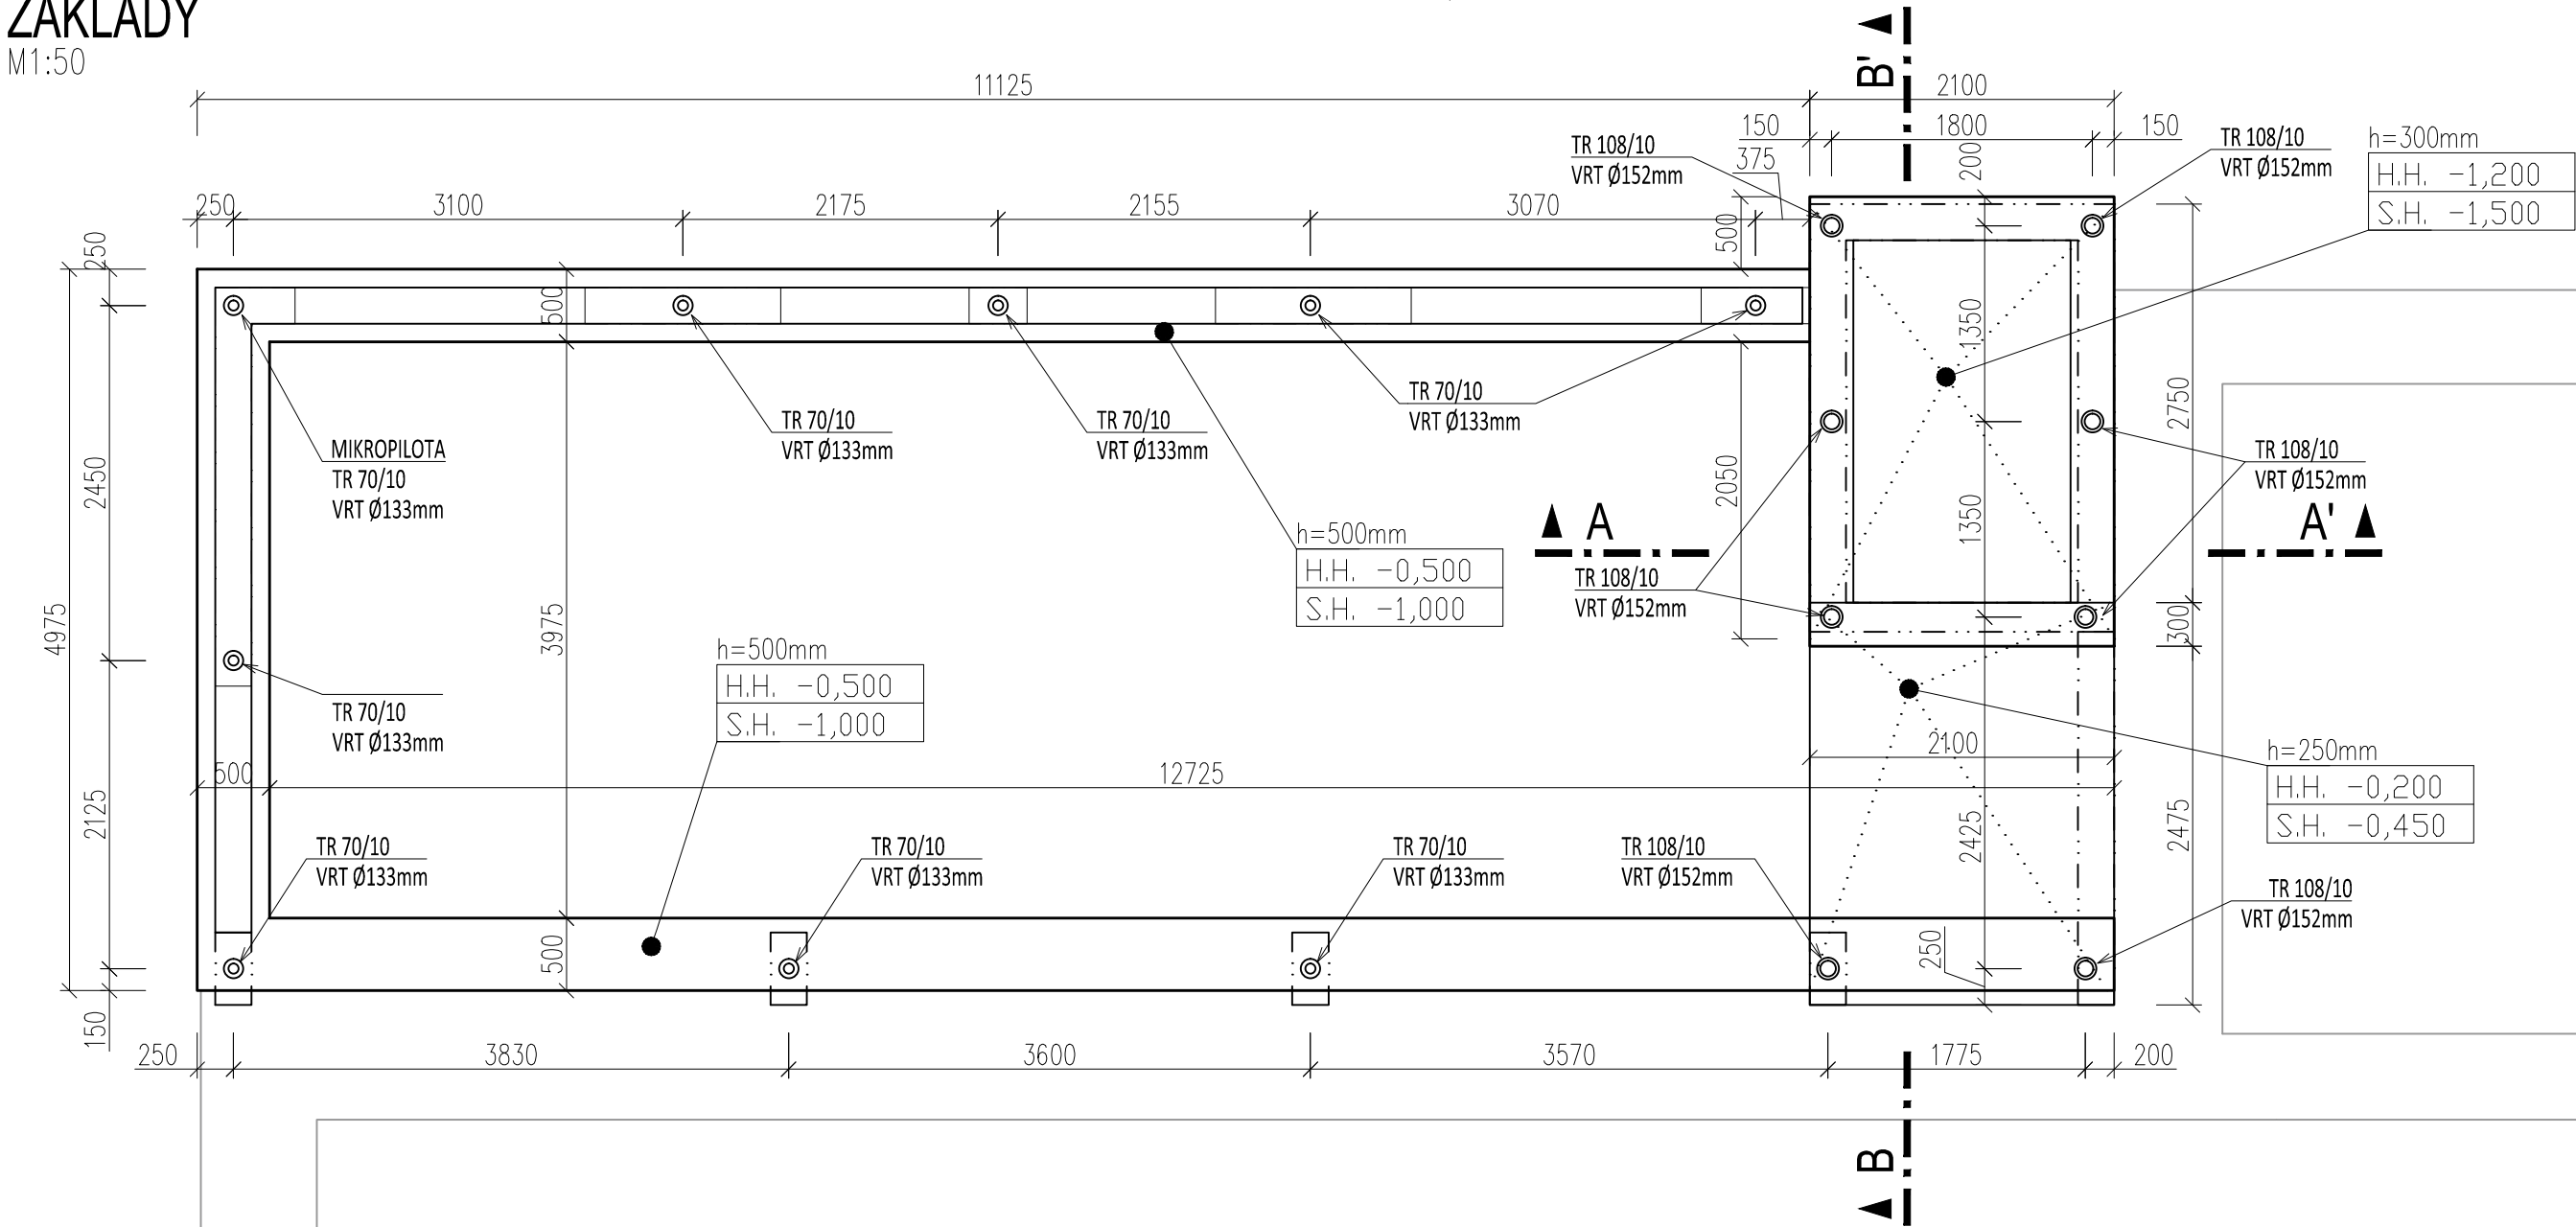 ZÁKLADY
M1:50
B'
11125
2100
150
1800
150
TR 108/10
VRT Ø152mm
375
200
TR 108/10
VRT Ø152mm
h=300mm
H.H. -1,200
S.H. -1,500
250
3100
2175
2155
3070
500
250
500
1350
2750
TR 70/10
VRT Ø133mm
TR 70/10
VRT Ø133mm
TR 70/10
VRT Ø133mm
MIKROPILOTA
TR 70/10
VRT Ø133mm
TR 108/10
VRT Ø152mm
2450
2050
1350
A
A'
h=500mm
H.H. -0,500
S.H. -1,000
TR 108/10
VRT Ø152mm
4975
3975
300
h=500mm
H.H. -0,500
S.H. -1,000
TR 70/10
VRT Ø133mm
2100
h=250mm
H.H. -0,200
S.H. -0,450
500
12725
2125
2425
2475
TR 70/10
VRT Ø133mm
TR 70/10
VRT Ø133mm
TR 70/10
VRT Ø133mm
TR 108/10
VRT Ø152mm
TR 108/10
VRT Ø152mm
500
250
150
250
3830
3600
3570
1775
200
B